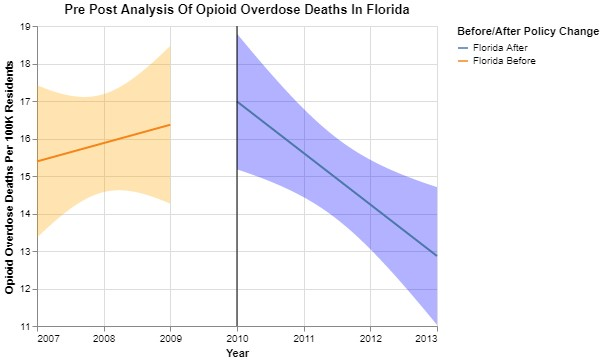 Pre Post Analysis Of Opioid Overdose Deaths In Florida
19
18
17
16
15
14
13
12
11
Opioid Overdose Deaths Per 100K Residents
2007
2008
2009
2010
2011
2012
2013
Year
Before/After Policy Change
Florida After
Florida Before